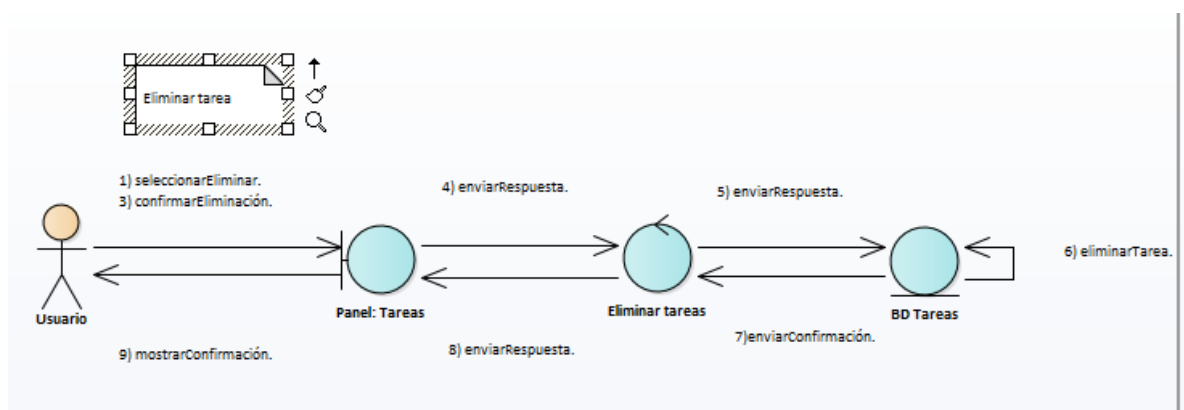 Eliminar tarea
1) seleccionarEliminar.
3) confirmarEliminación.
4) enviarRespuesta.
5) enviarRespuesta.
6) eliminarTarea.
Usuario
Panel: Tareas
Eliminar tareas
BD Tareas
9) mostrarConfirmación.
8) enviarRespuesta.
7)enviarConfirmación.